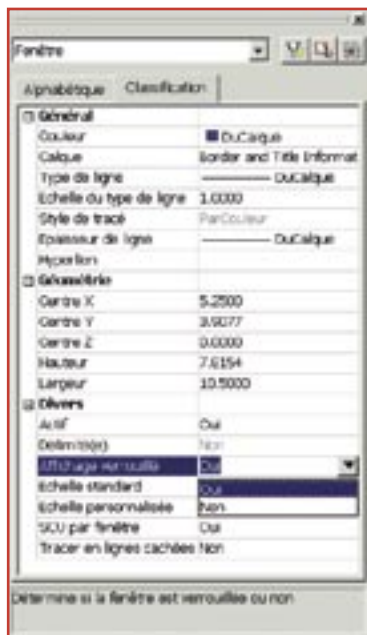 Fenêtre
Alphabétique Classification
Général
Couleur DuCalque
Calque Border and Title Informat
Type de ligne DuCalque
Echelle du type de ligne 1.0000
Style de tracé ParCouleur
Epaisseur de ligne DuCalque
Hyperlien
Géométrie
Centre X 5.2500
Centre Y 3.9077
Centre Z 0.0000
Hauteur 7.6154
Largeur 10.5000
Divers
Actif Oui
Délimité(e) Non
Affichage verrouillé Oui
Echelle standard Oui
Echelle personnalisée Non
SCU par fenêtre Oui
Tracer en lignes cachées Non
Détermine si la fenêtre est verrouillée ou non